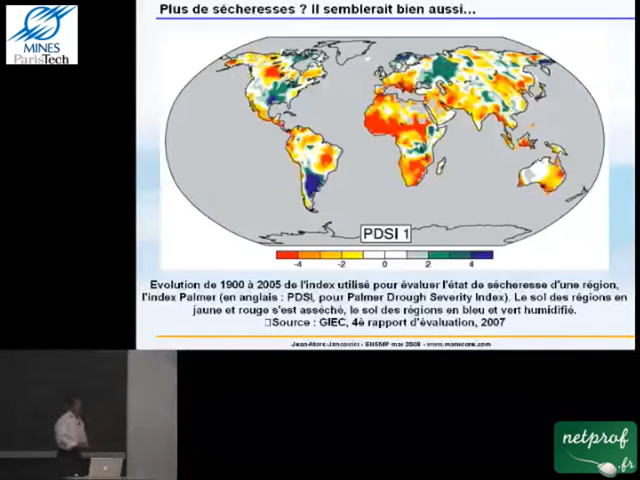 Plus de sécheresses ? Il semblerait bien aussi...
MINES
ParisTech
PDSI 1
-4 -2 0 2 4
Evolution de 1900 à 2005 de l'index utilisé pour évaluer l'état de sécheresse d'une région,
l'index Palmer (en anglais : PDSI, pour Palmer Drough Severity Index). Le sol des régions en
jaune et rouge s'est asséché, le sol des régions en bleu et vert humidifié.
Source : GIEC, 4è rapport d'évaluation, 2007
Jean-Marc Jancovici - ENSMP mai 2008 - www.manicore.com
netprof
.fr